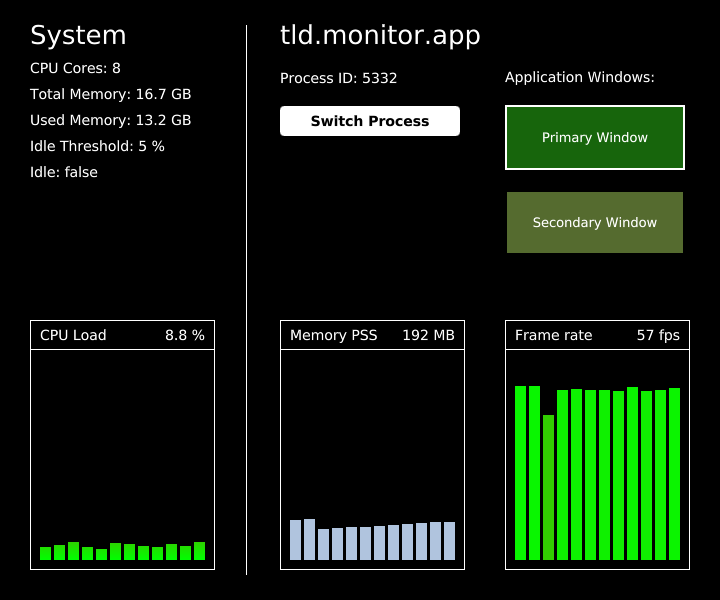 System
CPU Cores: 8
Total Memory: 16.7 GB
Used Memory: 13.2 GB
Idle Threshold: 5 %
Idle: false
tld.monitor.app
Process ID: 5332
Switch Process
Application Windows:
Primary Window
Secondary Window
CPU Load 8.8 %
Memory PSS 192 MB
Frame rate 57 fps